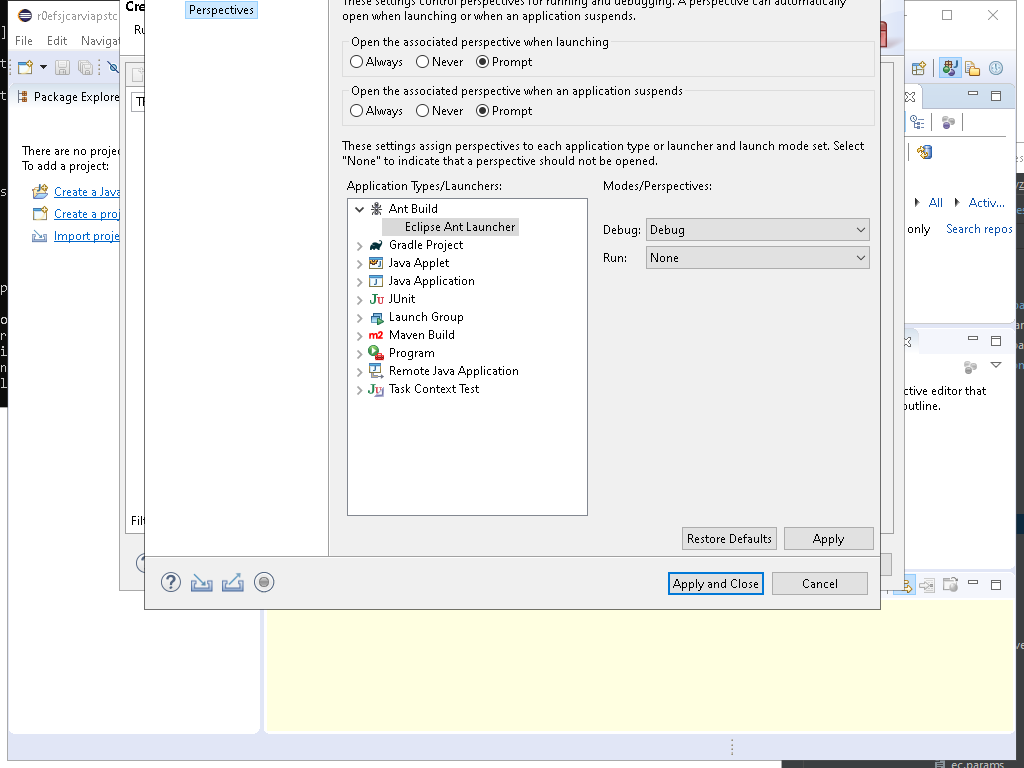 r0efsjcarviapstc
File Edit Navigat
Package Explore
There are no proje
To add a project:
Create a Java
Create a proj
Import proje
Cre
Ru
Th
Filt
Perspectives
These settings control perspectives for running and debugging. A perspective can automatically
open when launching or when an application suspends.
Open the associated perspective when launching
Always Never Prompt
Open the associated perspective when an application suspends
Always Never Prompt
These settings assign perspectives to each application type or launcher and launch mode set. Select
"None" to indicate that a perspective should not be opened.
Application Types/Launchers:
Ant Build
Eclipse Ant Launcher
Gradle Project
Java Applet
Java Application
JUnit
Launch Group
Maven Build
Program
Remote Java Application
Task Context Test
Modes/Perspectives:
Debug: Debug
Run: None
Restore Defaults Apply
Apply and Close Cancel
All Activ...
only Search repos
ctive editor that
outline.
ec.params